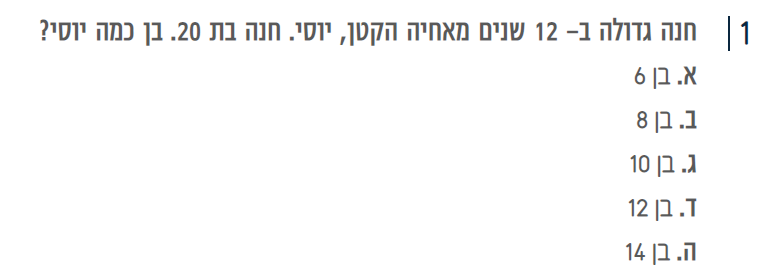 1 | חנה גדולה ב– 12 שנים מאחיה הקטן, יוסי. חנה בת 20. בן כמה יוסי?
א. בן 6
ב. בן 8
ג. בן 10
ד. בן 12
ה. בן 14